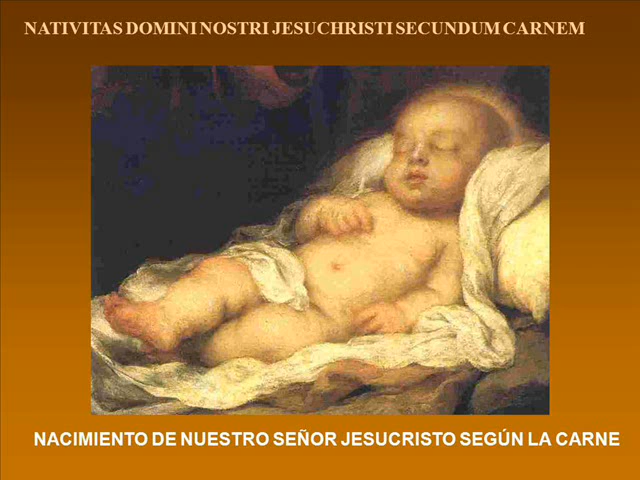 NATIVITAS DOMINI NOSTRI JESUCHRISTI SECUNDUM CARNEM
NACIMIENTO DE NUESTRO SEÑOR JESUCRISTO SEGÚN LA CARNE